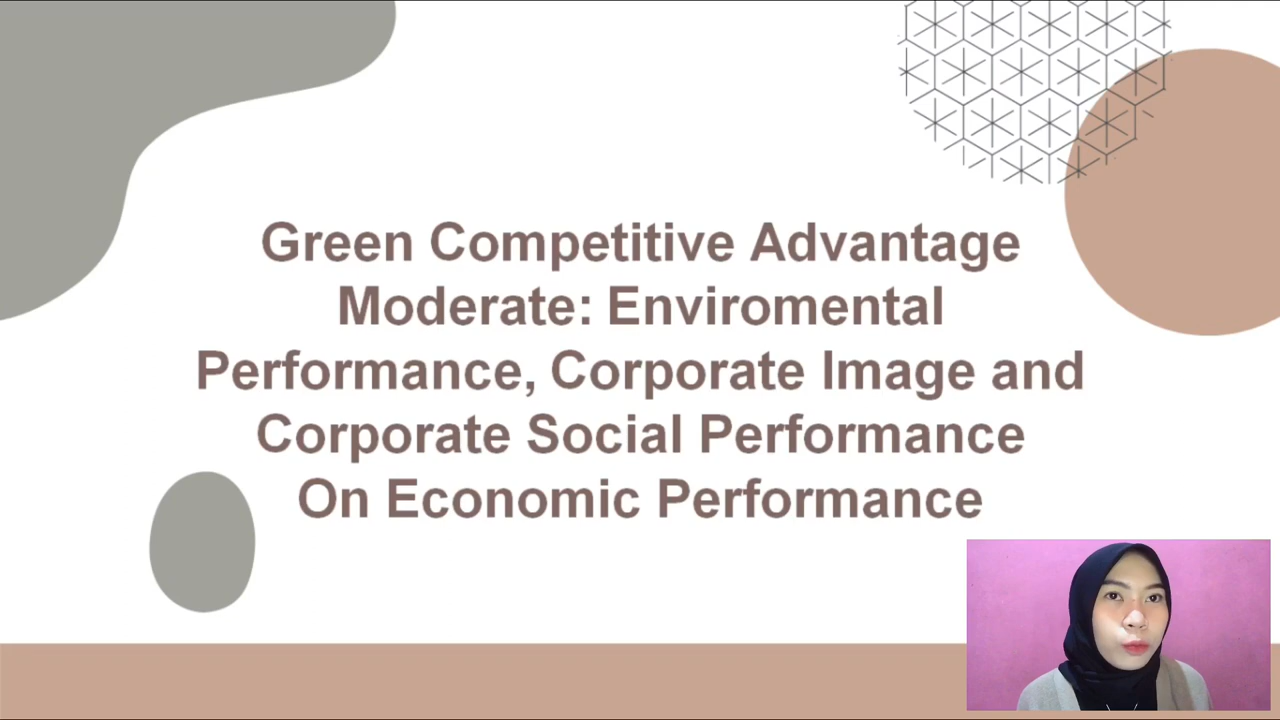 Green Competitive Advantage
Moderate: Enviromental
Performance, Corporate Image and
Corporate Social Performance
On Economic Performance